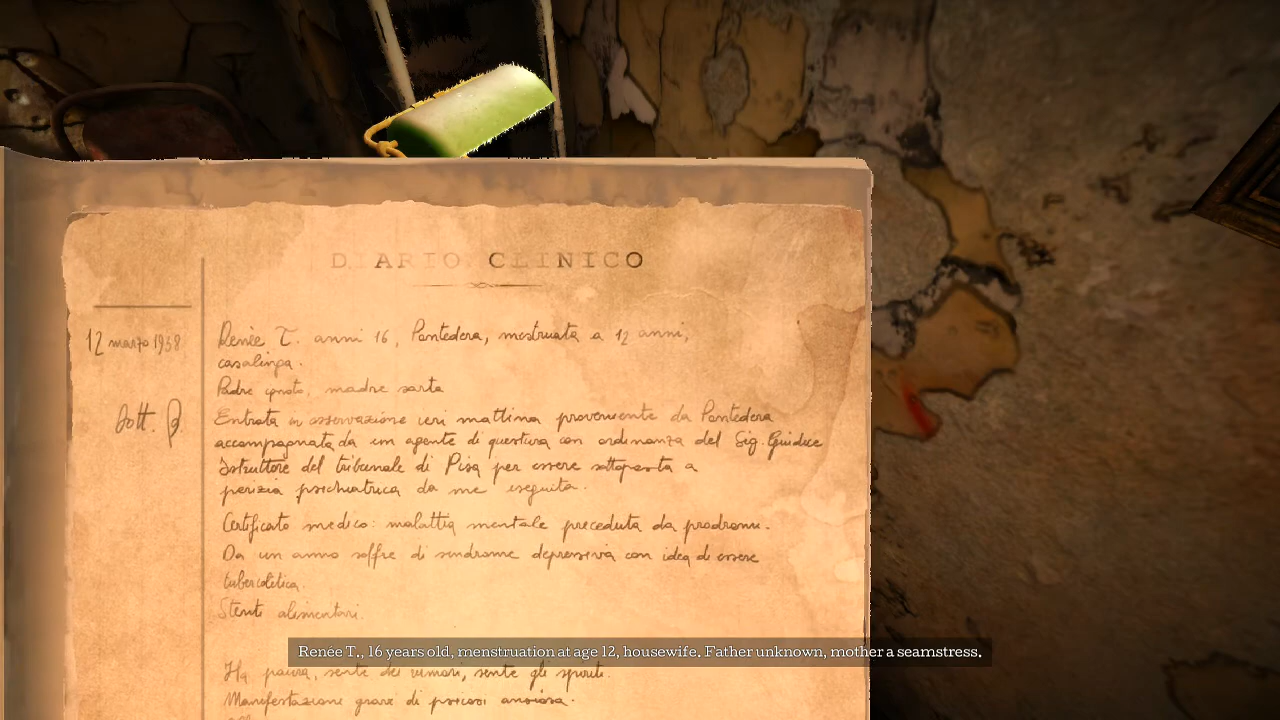 DIARIO CLINICO
12 marzo 1938
Dott. P
Renèe T. anni 16, Pontedera, mestruata a 12 anni,
casalinga.
Padre ignoto, madre sarta
Entrata in osservazione ieri mattina proveniente da Pontedera
accompagnata da un agente di questura con ordinanza del Sig. Giudice
Istruttore del tribunale di Pisa per essere sottoposta a
perizia psichiatrica da me eseguita.
Certificato medico: malattia mentale preceduta da prodromi.
Da un anno soffre di sindrome depressiva con idea di essere
tubercolotica.
Stenti alimentari.
Renée T., 16 years old, menstruation at age 12, housewife. Father unknown, mother a seamstress.
Ha paura, sente dei rumori, sente gli spiriti.
Manifestazione grave di psicosi ansiosa.